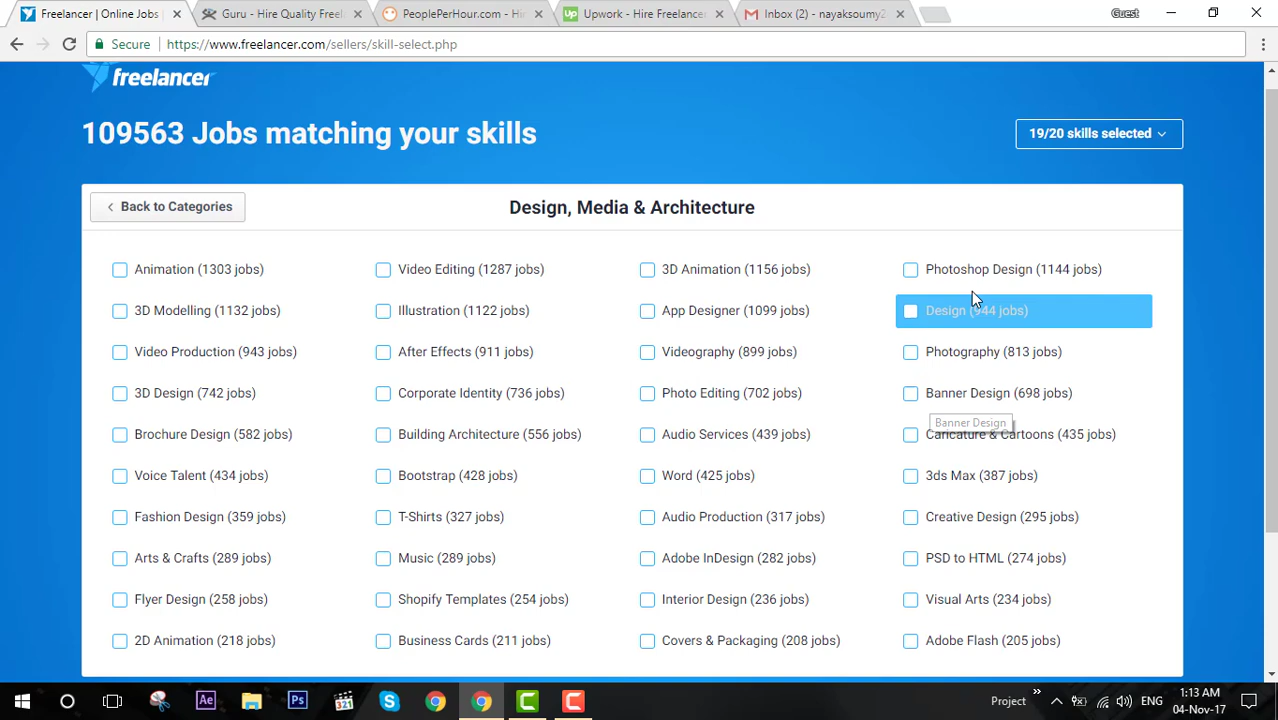 Freelancer | Online Jobs
Guru - Hire Quality Freel
PeoplePerHour.com - Hi
Upwork - Hire Freelancer
Inbox (2) - nayaksoumy2
Guest
Secure
https://www.freelancer.com/sellers/skill-select.php
freelancer
109563 Jobs matching your skills
19/20 skills selected
Back to Categories
Design, Media & Architecture
Animation (1303 jobs) Video Editing (1287 jobs) 3D Animation (1156 jobs) Photoshop Design (1144 jobs)
3D Modelling (1132 jobs) Illustration (1122 jobs) App Designer (1099 jobs) Design (944 jobs)
Video Production (943 jobs) After Effects (911 jobs) Videography (899 jobs) Photography (813 jobs)
3D Design (742 jobs) Corporate Identity (736 jobs) Photo Editing (702 jobs) Banner Design (698 jobs)
Banner Design
Brochure Design (582 jobs) Building Architecture (556 jobs) Audio Services (439 jobs) Caricature & Cartoons (435 jobs)
Voice Talent (434 jobs) Bootstrap (428 jobs) Word (425 jobs) 3ds Max (387 jobs)
Fashion Design (359 jobs) T-Shirts (327 jobs) Audio Production (317 jobs) Creative Design (295 jobs)
Arts & Crafts (289 jobs) Music (289 jobs) Adobe InDesign (282 jobs) PSD to HTML (274 jobs)
Flyer Design (258 jobs) Shopify Templates (254 jobs) Interior Design (236 jobs) Visual Arts (234 jobs)
2D Animation (218 jobs) Business Cards (211 jobs) Covers & Packaging (208 jobs) Adobe Flash (205 jobs)
Ae
Ps
321
Project
ENG
1:13 AM
04-Nov-17